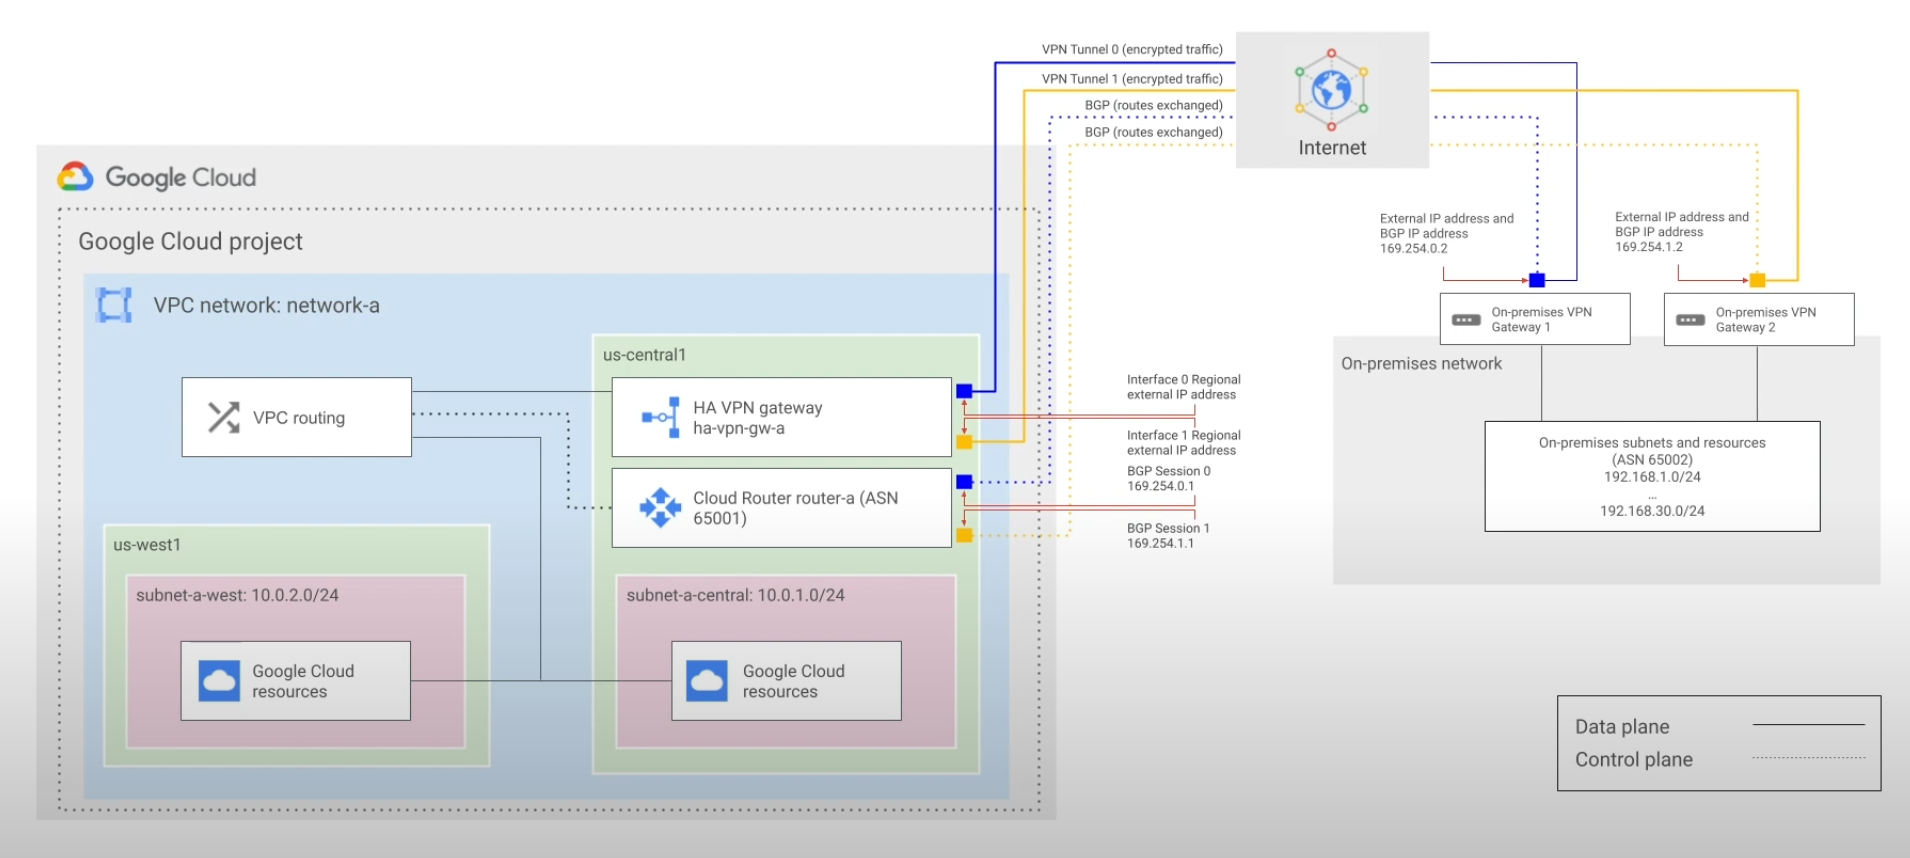 VPN Tunnel 0 (encrypted traffic)
VPN Tunnel 1 (encrypted traffic)
BGP (routes exchanged)
BGP (routes exchanged)
Internet
Google Cloud
Google Cloud project
VPC network: network-a
External IP address and
BGP IP address
169.254.0.2
External IP address and
BGP IP address
169.254.1.2
On-premises VPN
Gateway 1
On-premises VPN
Gateway 2
On-premises network
us-central1
VPC routing
HA VPN gateway
ha-vpn-gw-a
Interface 0 Regional
external IP address
Interface 1 Regional
external IP address
BGP Session 0
169.254.0.1
Cloud Router router-a (ASN
65001)
BGP Session 1
169.254.1.1
On-premises subnets and resources
(ASN 65002)
192.168.1.0/24
...
192.168.30.0/24
us-west1
subnet-a-west: 10.0.2.0/24
Google Cloud
resources
subnet-a-central: 10.0.1.0/24
Google Cloud
resources
Data plane
Control plane